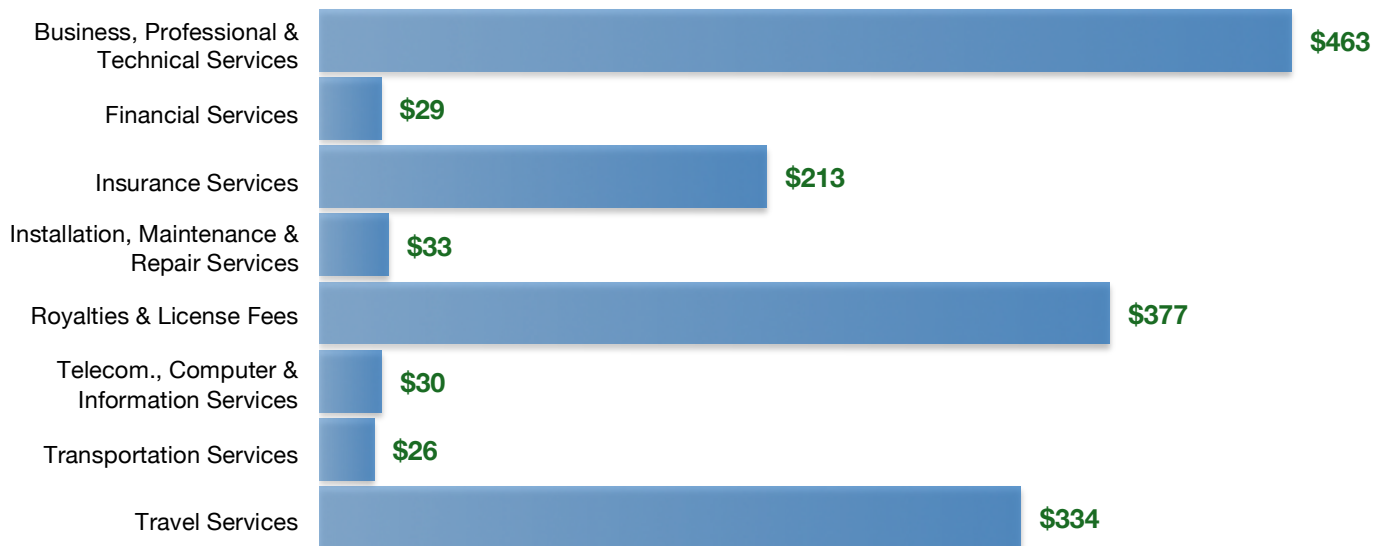 Business, Professional &
Technical Services
$463
Financial Services
$29
Insurance Services
$213
Installation, Maintenance &
Repair Services
$33
Royalties & License Fees
$377
Telecom., Computer &
Information Services
$30
Transportation Services
$26
Travel Services
$334